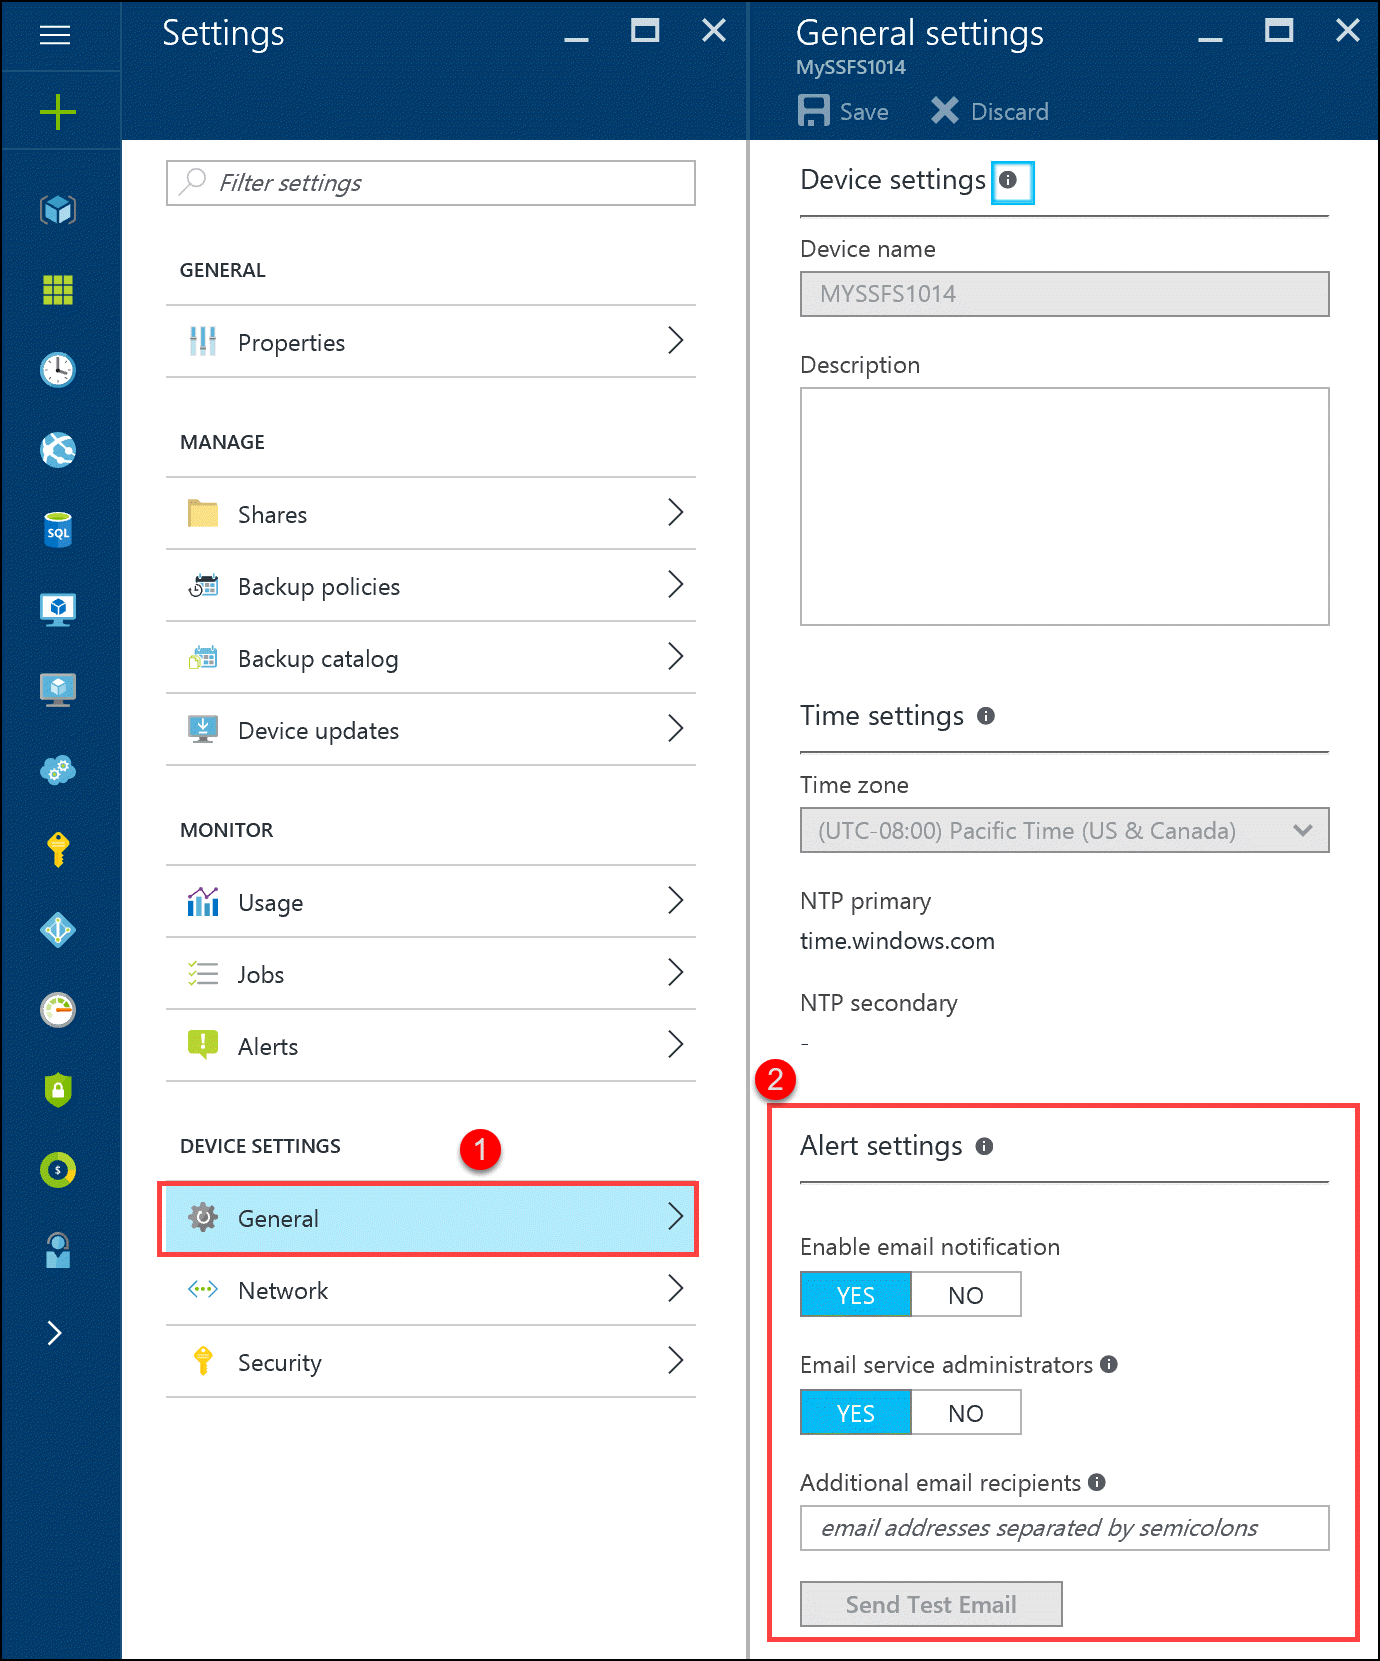 Settings
Filter settings
GENERAL
Properties
MANAGE
Shares
Backup policies
Backup catalog
Device updates
MONITOR
Usage
Jobs
Alerts
DEVICE SETTINGS
1
General
Network
Security
SQL
$
General settings
MySSFS1014
Save Discard
Device settings
Device name
MYSSFS1014
Description
Time settings
Time zone
(UTC-08:00) Pacific Time (US & Canada)
NTP primary
time.windows.com
NTP secondary
-
2
Alert settings
Enable email notification
YES NO
Email service administrators
YES NO
Additional email recipients
email addresses separated by semicolons
Send Test Email